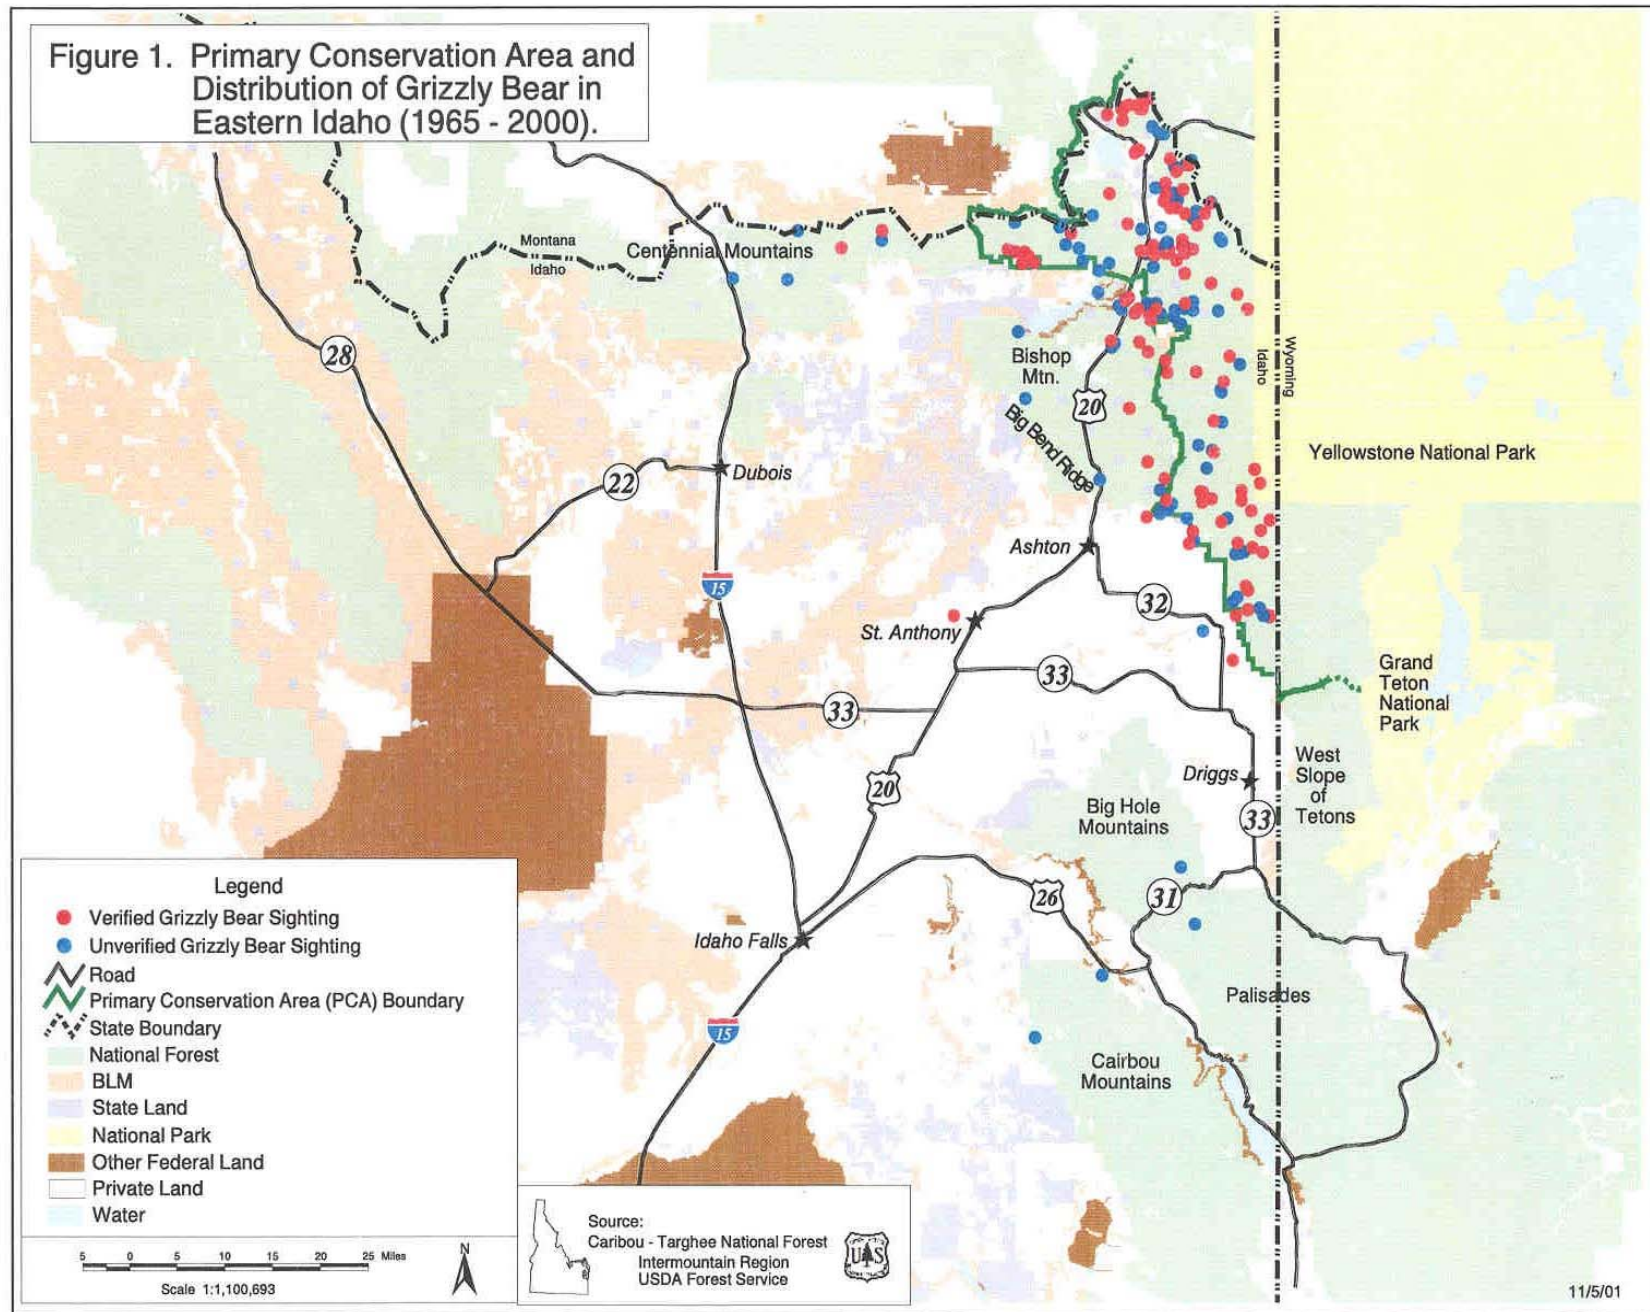 Figure 1. Primary Conservation Area and
Distribution of Grizzly Bear in
Eastern Idaho (1965 - 2000).
Montana
Idaho
Centennial Mountains
28
Bishop
Mtn.
20
Big Bend Ridge
Wyoming
Idaho
Yellowstone National Park
22
Dubois
15
Ashton
32
St. Anthony
33
33
Grand
Teton
National
Park
20
Driggs
West
Slope
of
Tetons
Big Hole
Mountains
33
26
31
Idaho Falls
Palisades
15
Cairbou
Mountains
Legend
Verified Grizzly Bear Sighting
Unverified Grizzly Bear Sighting
Road
Primary Conservation Area (PCA) Boundary
State Boundary
National Forest
BLM
State Land
National Park
Other Federal Land
Private Land
Water
5 0 5 10 15 20 25 Miles
Scale 1:1,100,693
N
Source:
Caribou - Targhee National Forest
Intermountain Region
USDA Forest Service
U S
11/5/01